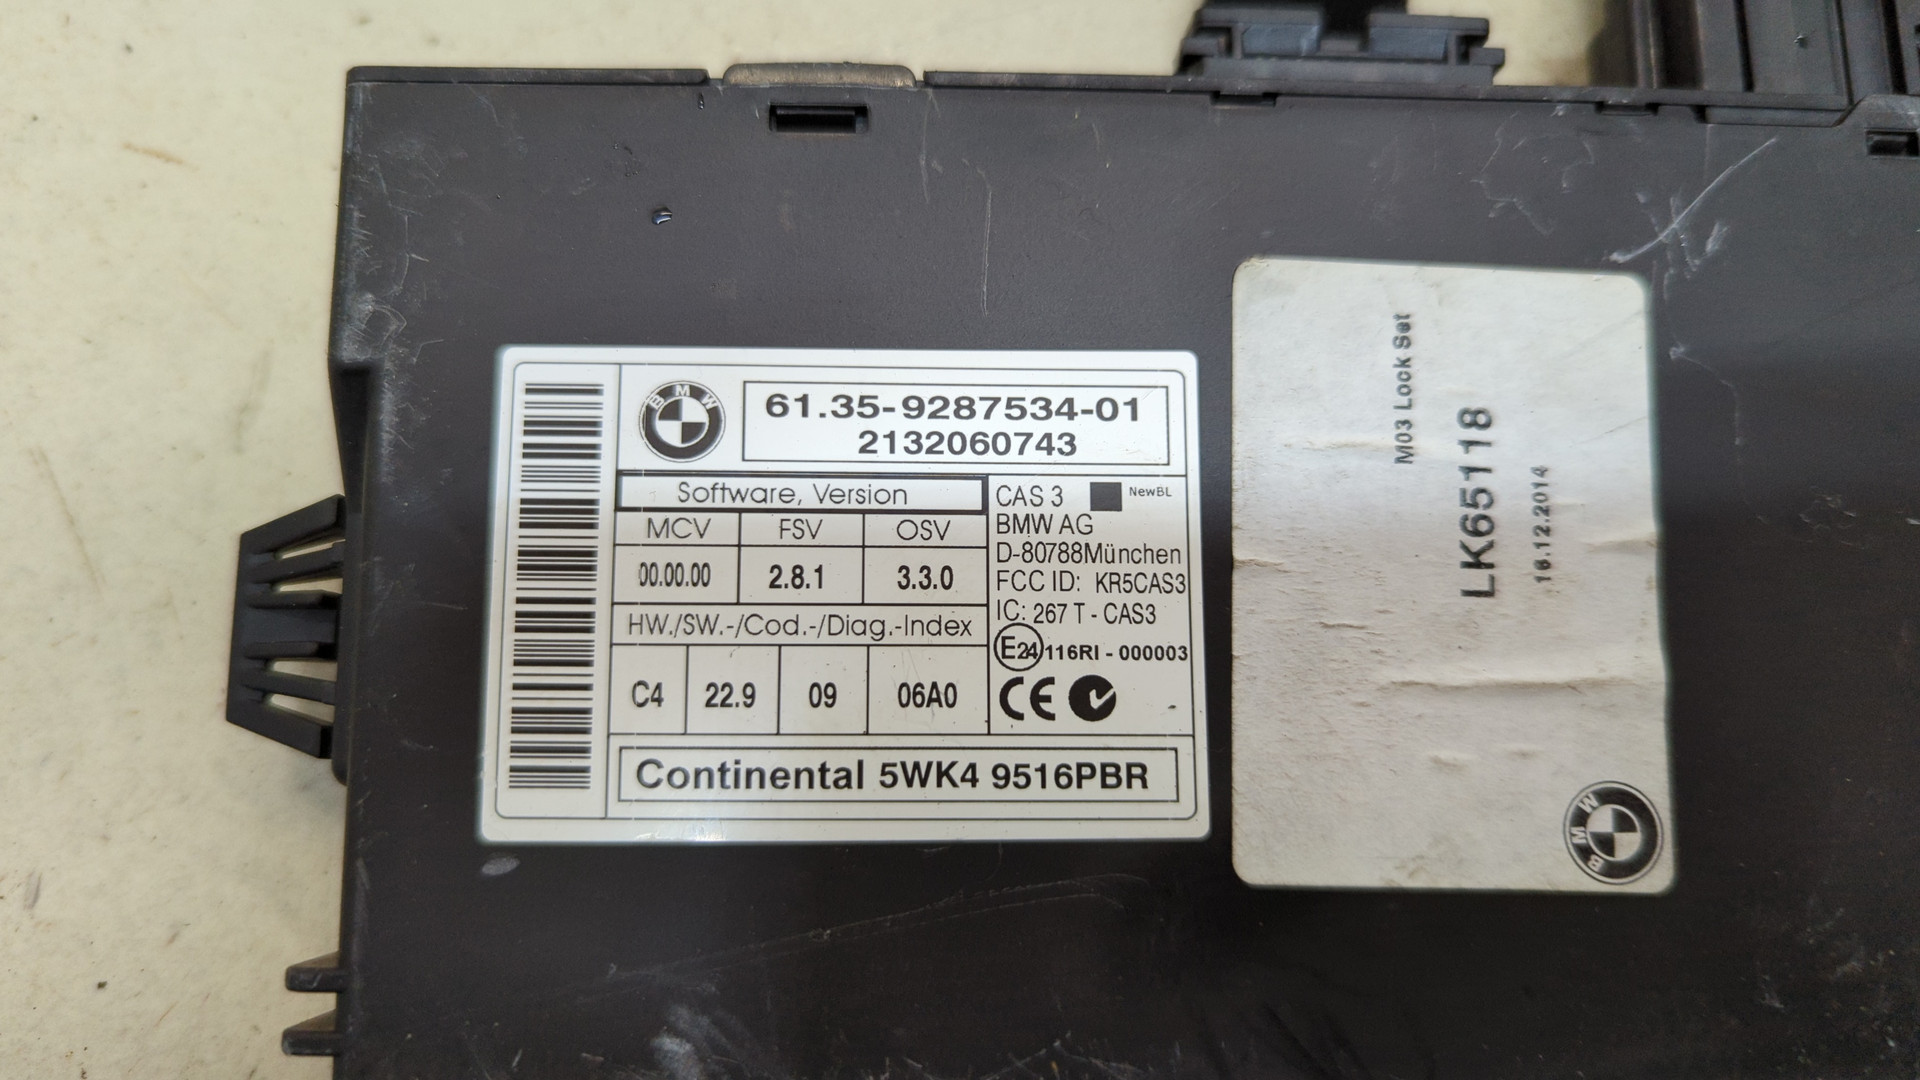 BMW
61.35-9287534-01
2132060743
Software, Version
MCV FSV OSV
00.00.00 2.8.1 3.3.0
HW./SW.-/Cod.-/Diag.-Index
C4 22.9 09 06A0
CAS 3 NewBL
BMW AG
D-80788München
FCC ID: KR5CAS3
IC: 267 T - CAS3
E24 116RI - 000003
CE
Continental 5WK4 9516PBR
M03 Lock Set
LK65118
16.12.2014
BMW